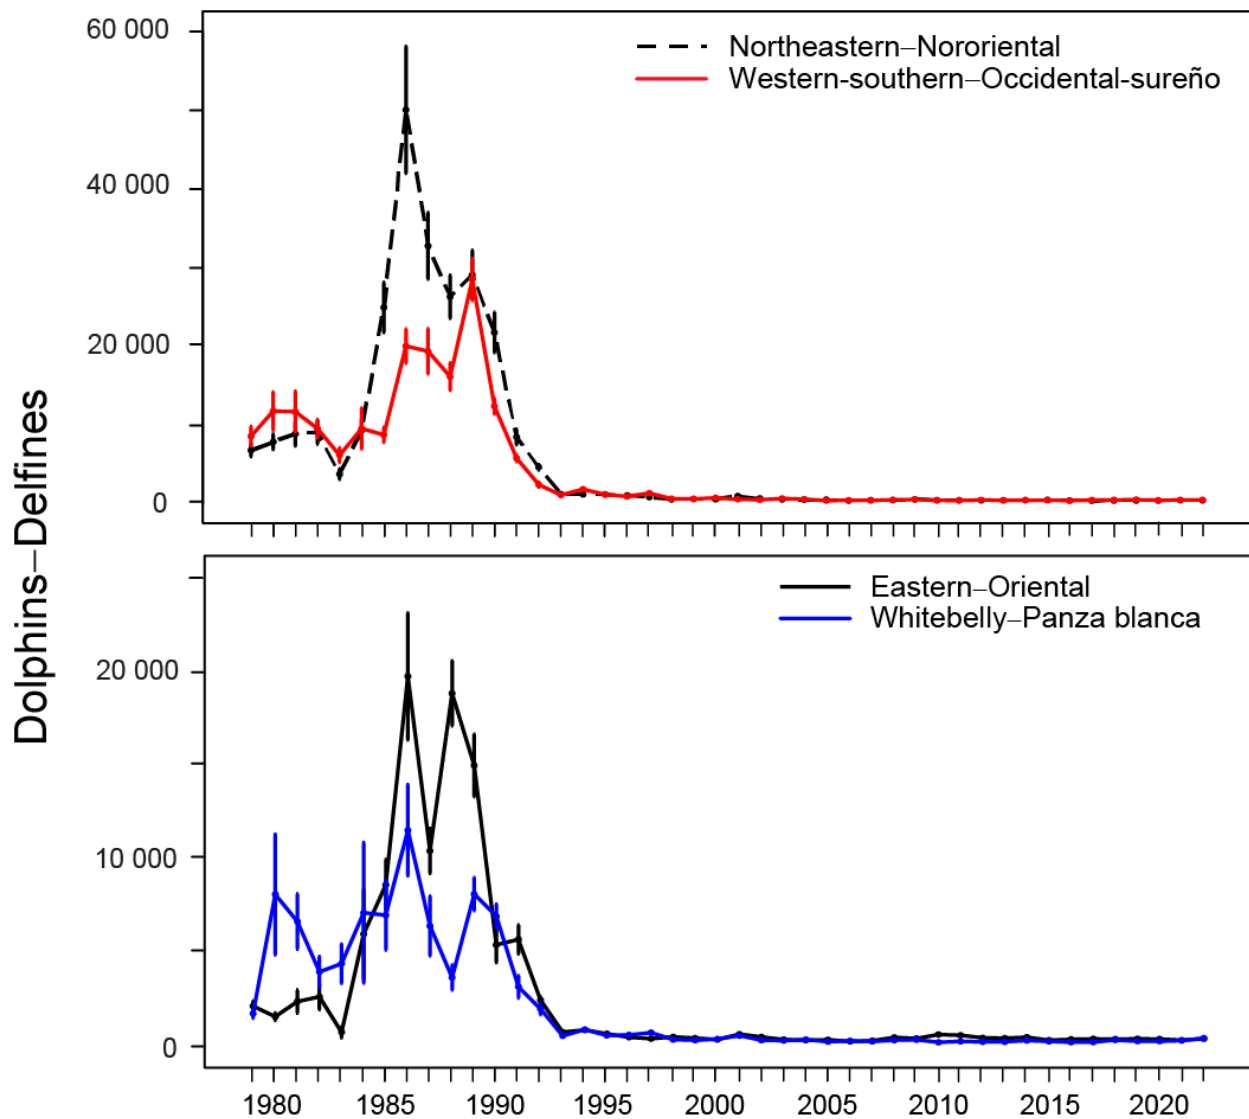 Dolphins–Delfines
60 000
40 000
20 000
0
Northeastern–Nororiental
Western-southern–Occidental-sureño
20 000
10 000
0
Eastern–Oriental
Whitebelly–Panza blanca
1980 1985 1990 1995 2000 2005 2010 2015 2020